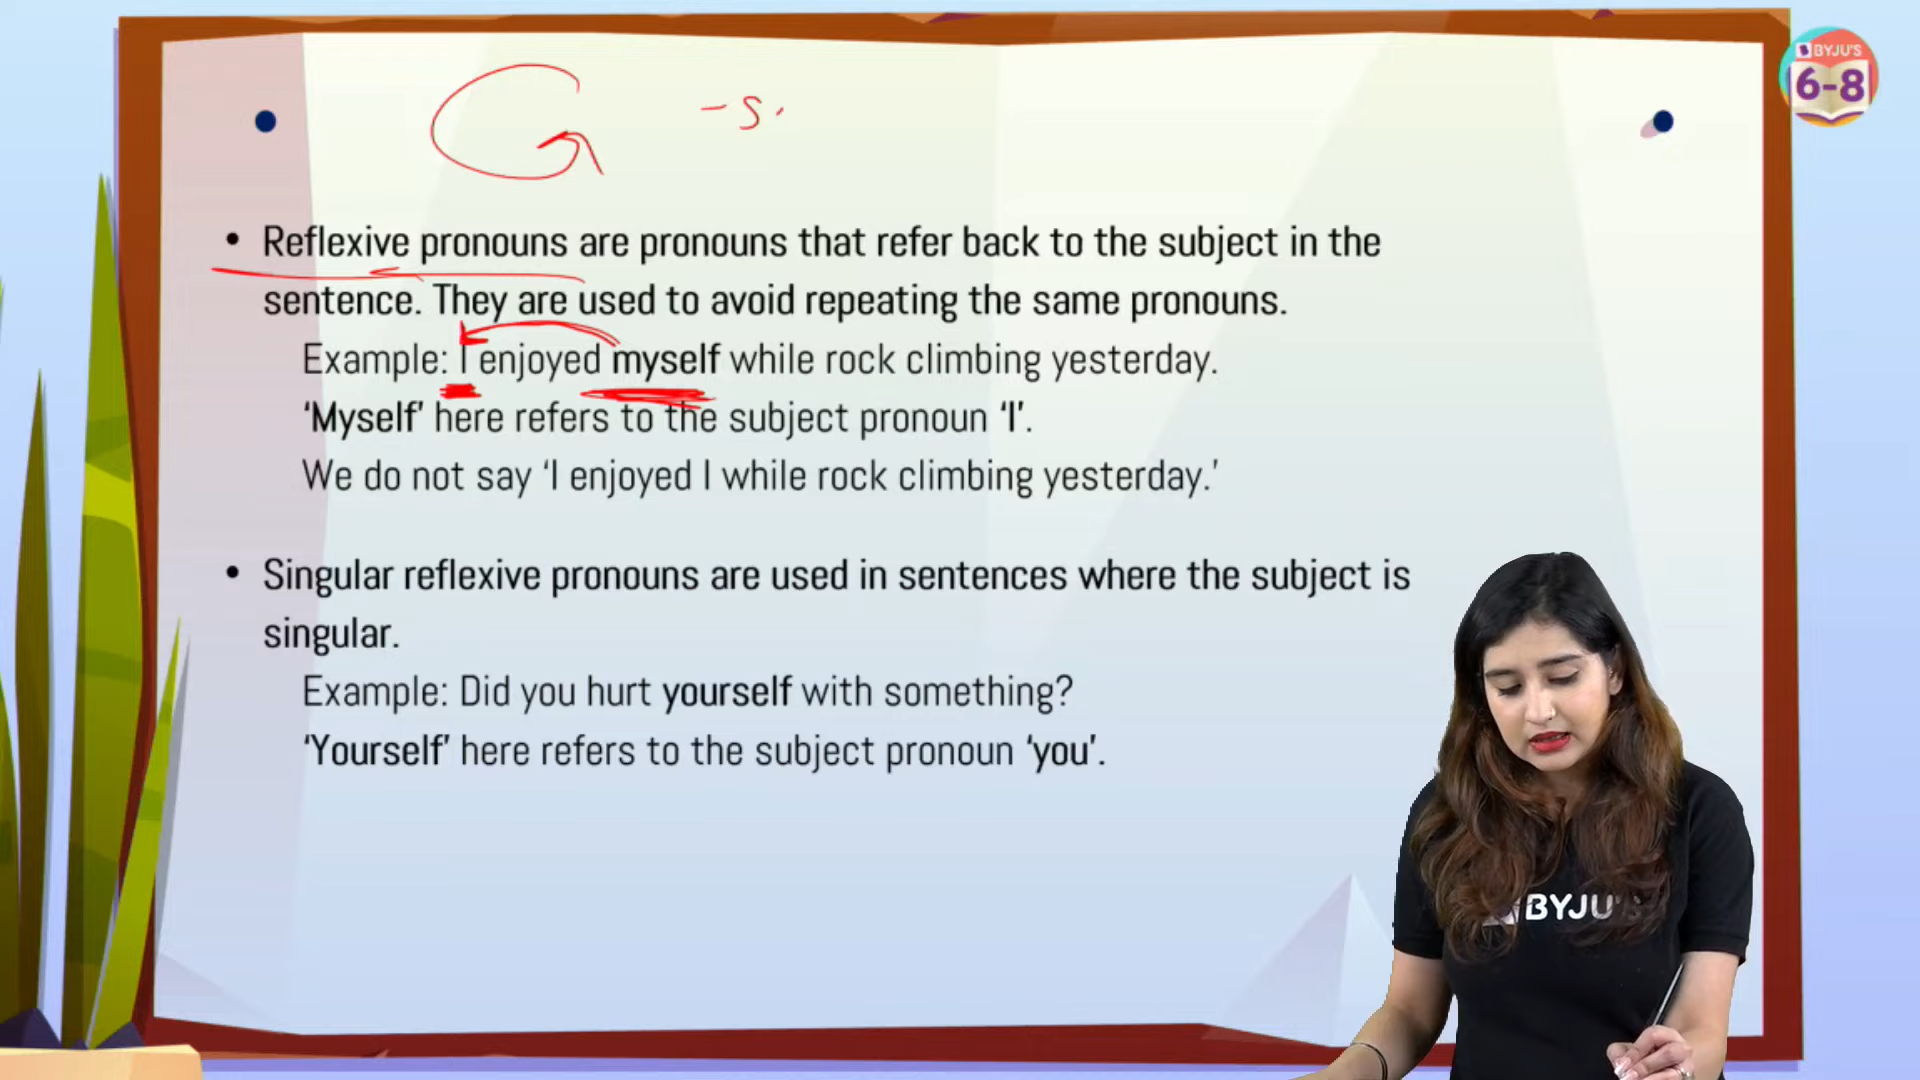 BYJU'S
6-8
-s.
• Reflexive pronouns are pronouns that refer back to the subject in the
sentence. They are used to avoid repeating the same pronouns.
Example: I enjoyed myself while rock climbing yesterday.
‘Myself’ here refers to the subject pronoun ‘I’.
We do not say ‘I enjoyed I while rock climbing yesterday.’
• Singular reflexive pronouns are used in sentences where the subject is
singular.
Example: Did you hurt yourself with something?
‘Yourself’ here refers to the subject pronoun ‘you’.
BYJU'S